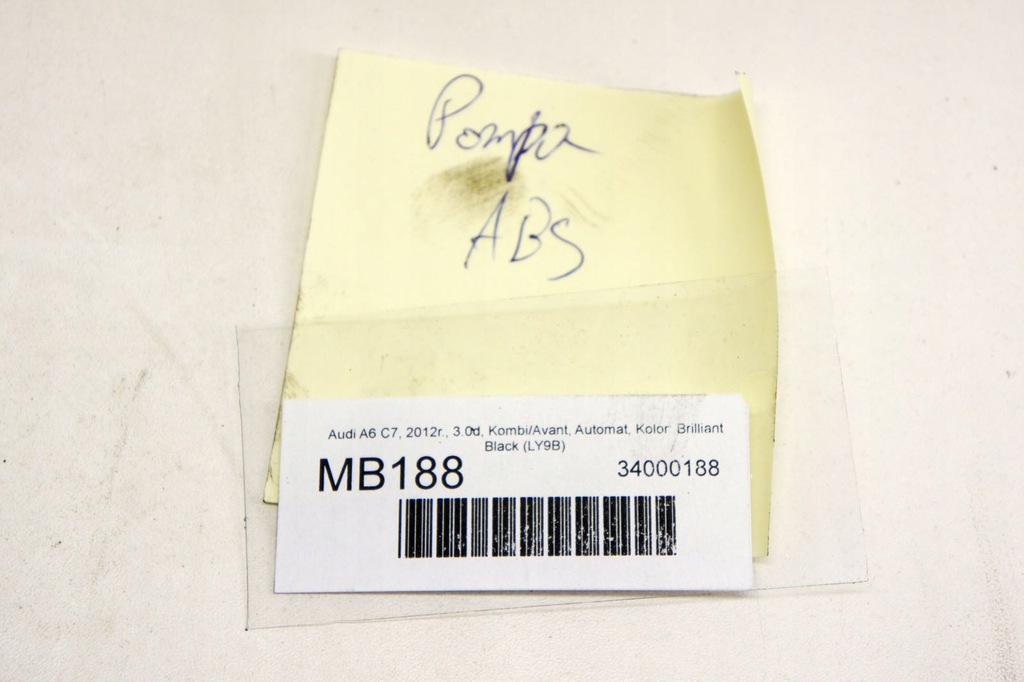 Pompa
ABS
Audi A6 C7, 2012r., 3.0d, Kombi/Avant, Automat, Kolor: Brilliant
Black (LY9B)
MB188
34000188